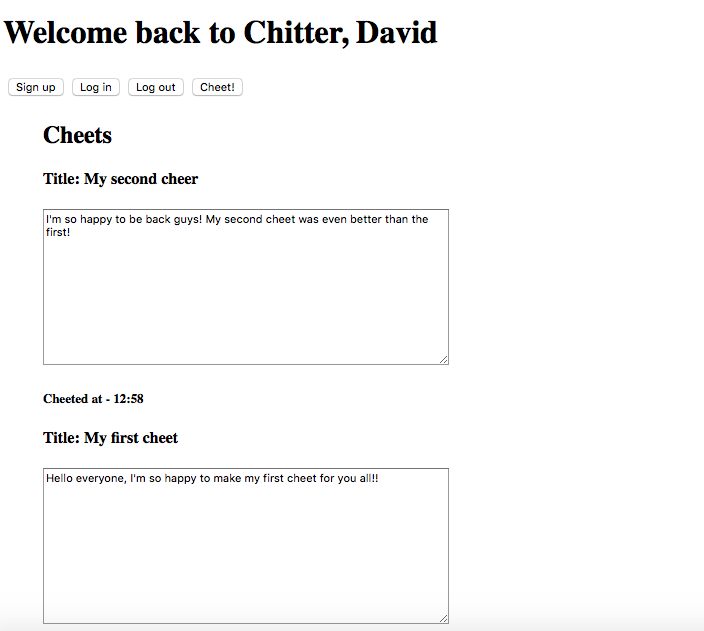 Welcome back to Chitter, David
Sign up Log in Log out Cheet!
Cheets
Title: My second cheer
I'm so happy to be back guys! My second cheet was even better than the
first!
Cheeted at - 12:58
Title: My first cheet
Hello everyone, I'm so happy to make my first cheet for you all!!